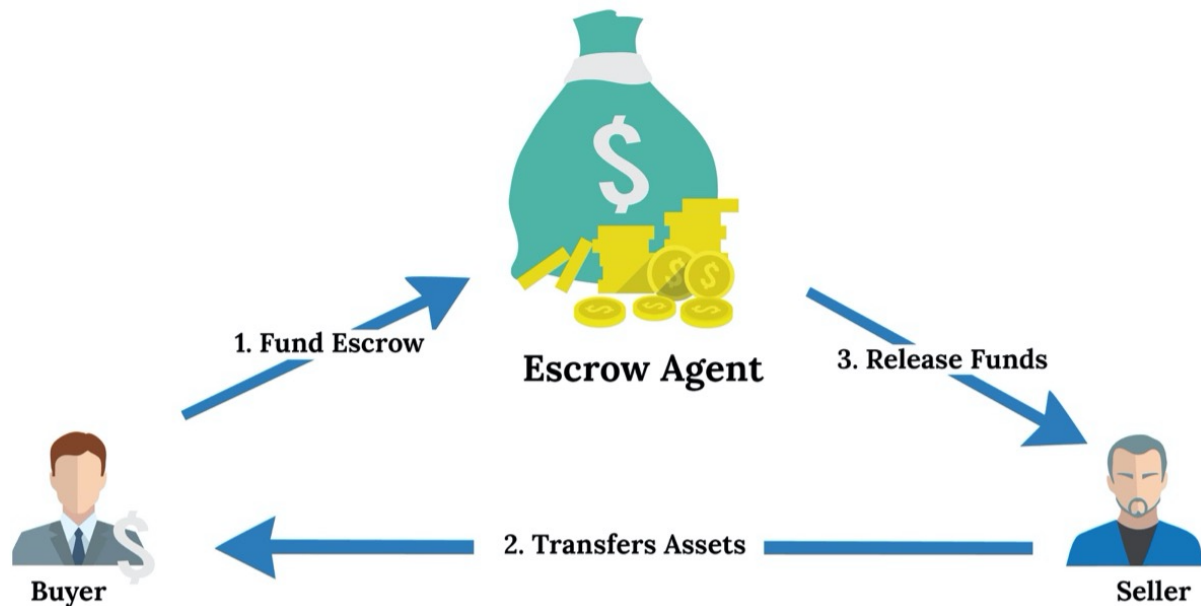 $
1. Fund Escrow
Escrow Agent
3. Release Funds
2. Transfers Assets
Buyer
Seller